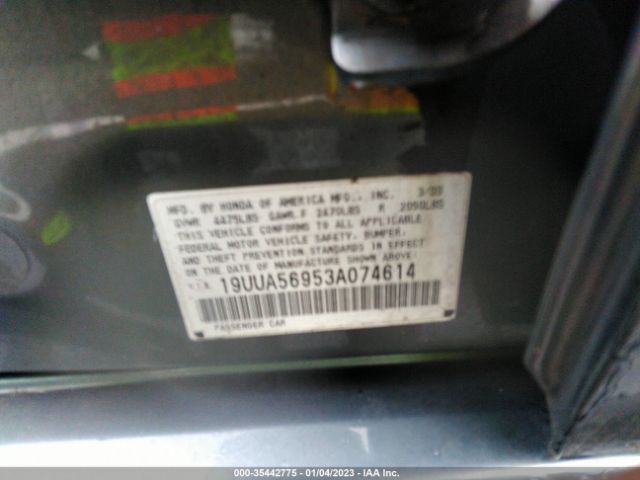 MFD. BY HONDA OF AMERICA MFG., INC. 3/03
GVWR 4479LBS GAWR F 2470LBS R 2090LBS
THIS VEHICLE CONFORMS TO ALL APPLICABLE
FEDERAL MOTOR VEHICLE SAFETY, BUMPER,
AND THEFT PREVENTION STANDARDS IN EFFECT
ON THE DATE OF MANUFACTURE SHOWN ABOVE.
V.I.N. 19UUA56953A074614
PASSENGER CAR
000-35442775 - 01/04/2023 - IAA Inc.